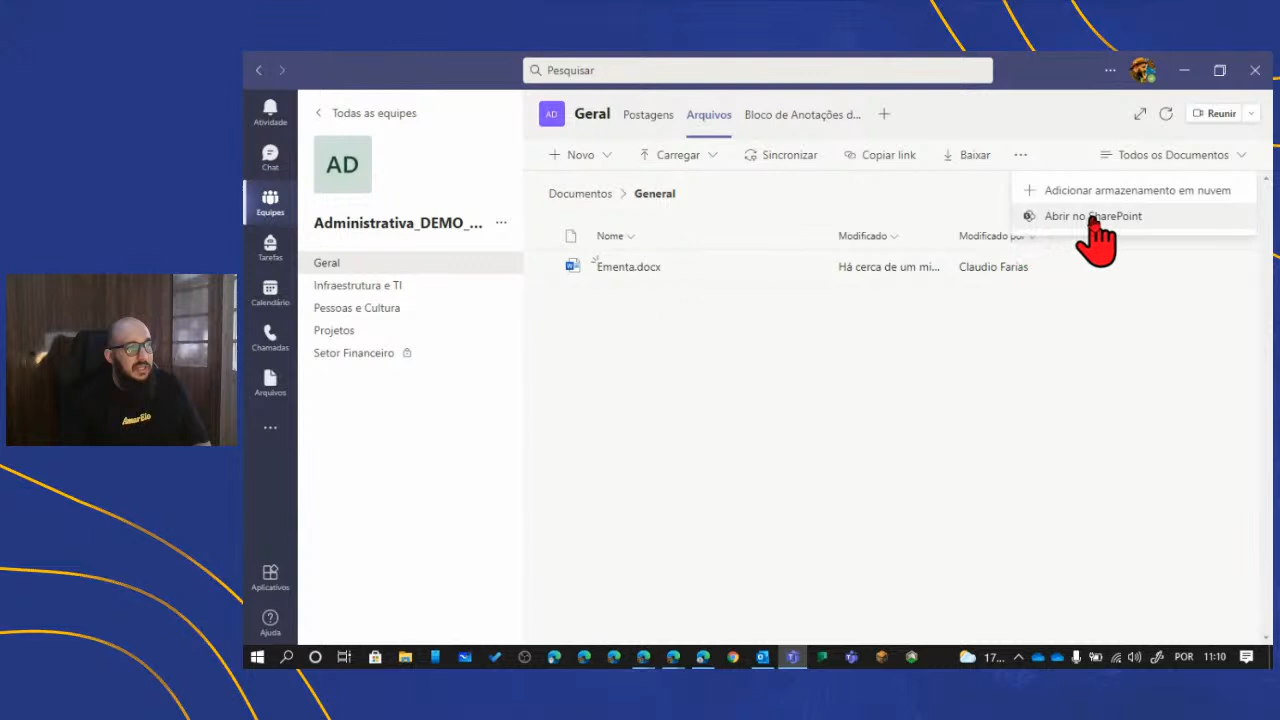 Pesquisar
Atividade
Chat
Equipes
Tarefas
Calendário
Chamadas
Arquivos
Aplicativos
Ajuda
Todas as equipes
AD
Administrativa_DEMO_...
Geral
Infraestrutura e TI
Pessoas e Cultura
Projetos
Setor Financeiro
AD Geral Postagens Arquivos Bloco de Anotações d... Reunir
Novo Carregar Sincronizar Copiar link Baixar Todos os Documentos
Adicionar armazenamento em nuvem
Abrir no SharePoint
Documentos > General
Nome Modificado Modificado por
Ementa.docx Há cerca de um mi... Claudio Farias
AmarElo
17... POR 11:10